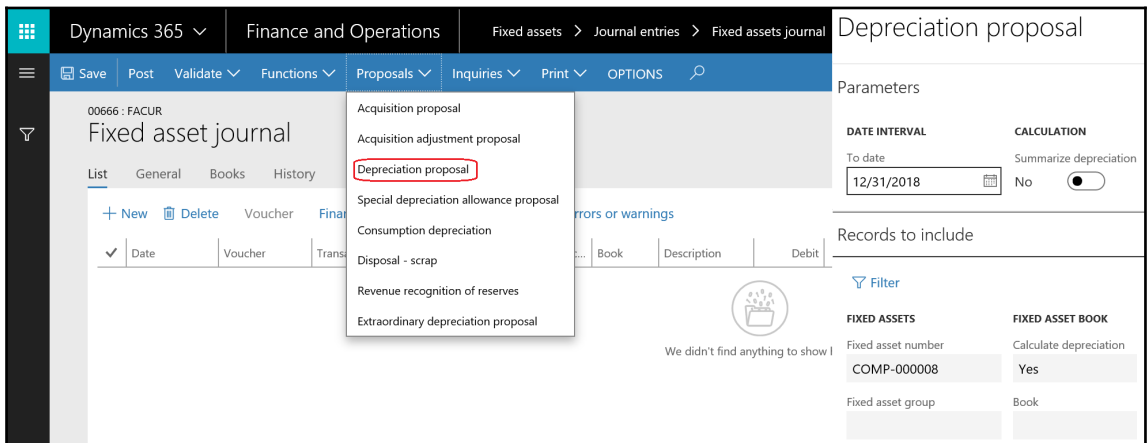 Dynamics 365
Finance and Operations
Fixed assets > Journal entries > Fixed assets journal
Save Post Validate Functions Proposals Inquiries Print OPTIONS
00666 : FACUR
Fixed asset journal
List General Books History
+ New Delete Voucher
rrors or warnings
Date Voucher Book Description Debit
We didn't find anything to show
Acquisition proposal
Acquisition adjustment proposal
Depreciation proposal
Special depreciation allowance proposal
Consumption depreciation
Disposal - scrap
Revenue recognition of reserves
Extraordinary depreciation proposal
Depreciation proposal
Parameters
DATE INTERVAL CALCULATION
To date Summarize depreciation
12/31/2018 No
Records to include
Filter
FIXED ASSETS FIXED ASSET BOOK
Fixed asset number Calculate depreciation
COMP-000008 Yes
Fixed asset group Book